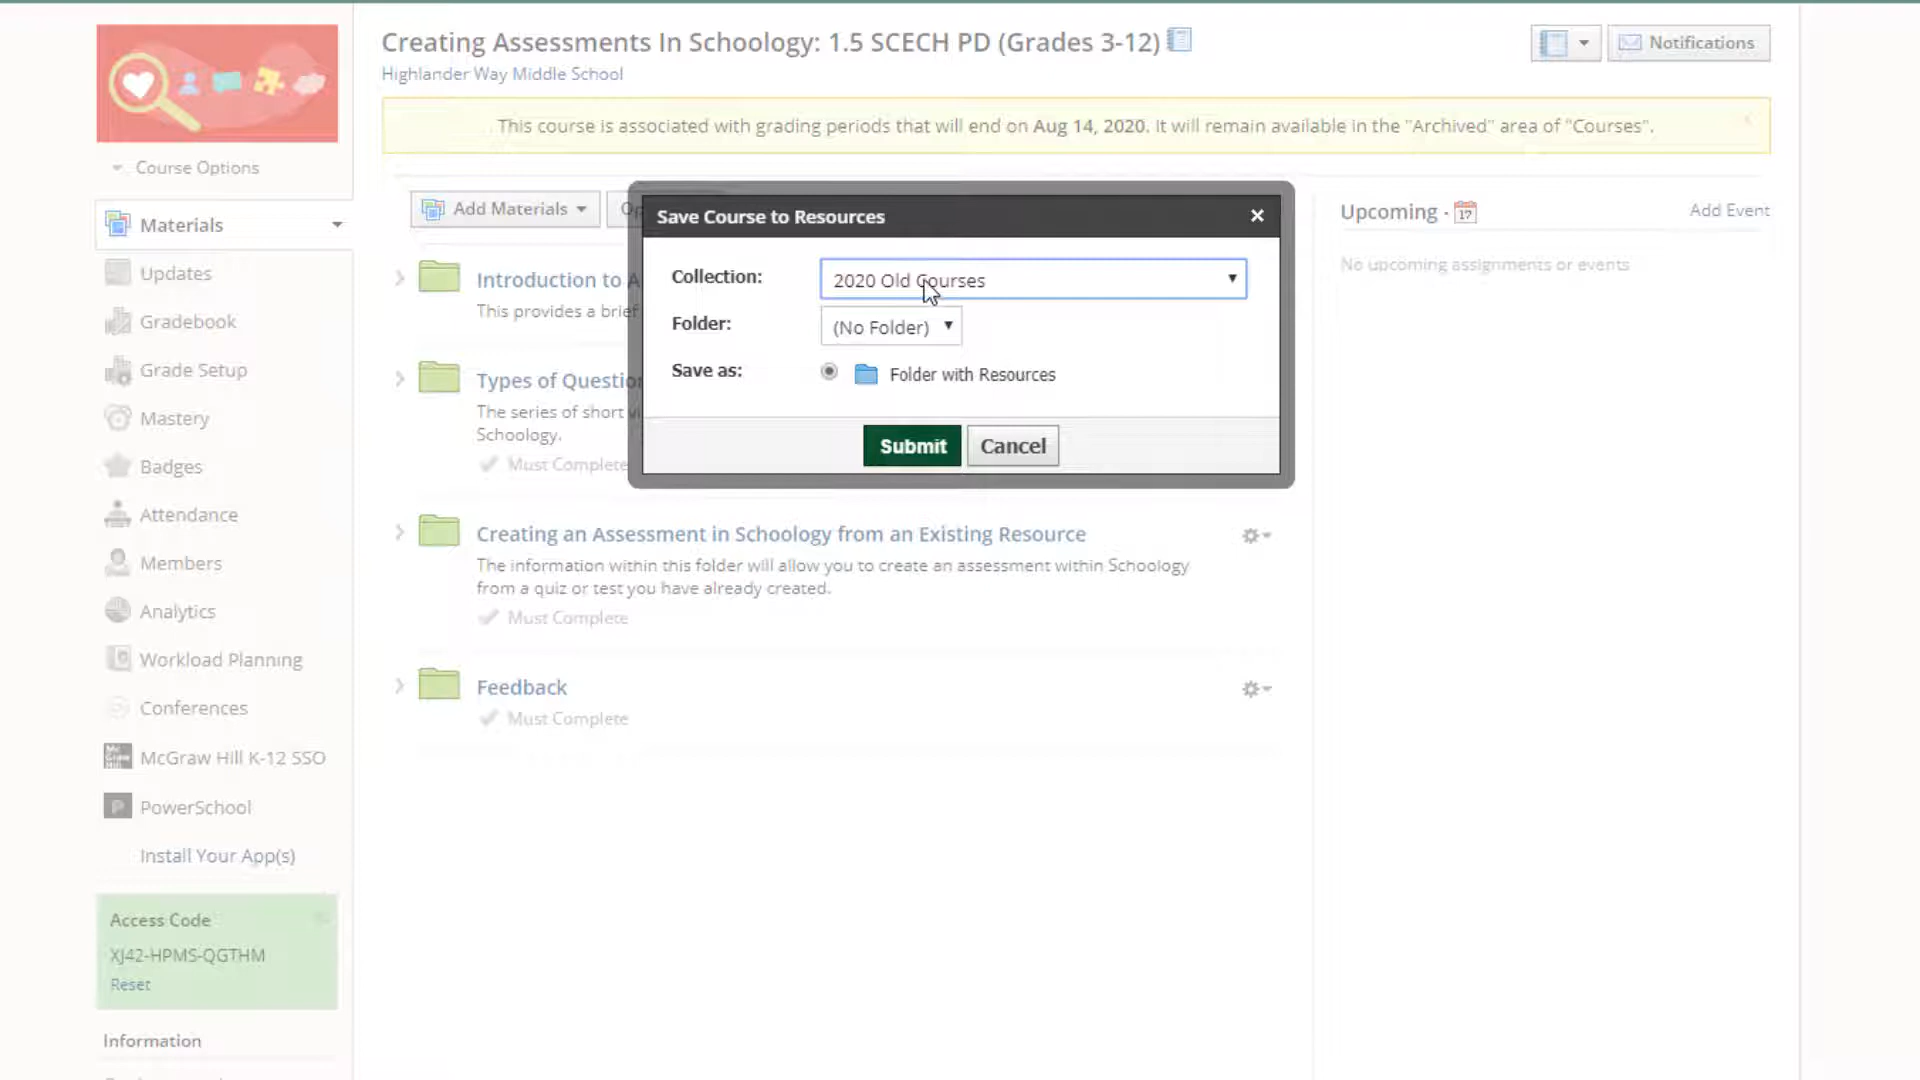 Creating Assessments In Schoology: 1.5 SCECH PD (Grades 3-12)
Highlander Way Middle School
Notifications
This course is associated with grading periods that will end on Aug 14, 2020. It will remain available in the "Archived" area of "Courses".
Course Options
Materials
Updates
Gradebook
Grade Setup
Mastery
Badges
Attendance
Members
Analytics
Workload Planning
Conferences
McGraw Hill K-12 SSO
PowerSchool
Install Your App(s)
Access Code
XJ42-HPMS-QGTHM
Reset
Information
Add Materials
Op
Save Course to Resources
Collection:
2020 Old Courses
Folder:
(No Folder)
Save as:
Folder with Resources
Submit
Cancel
Introduction to A
This provides a brief
Types of Questio
The series of short
Schoology.
Must Complete
Creating an Assessment in Schoology from an Existing Resource
The information within this folder will allow you to create an assessment within Schoology
from a quiz or test you have already created.
Must Complete
Feedback
Must Complete
Upcoming ·
17
Add Event
No upcoming assignments or events